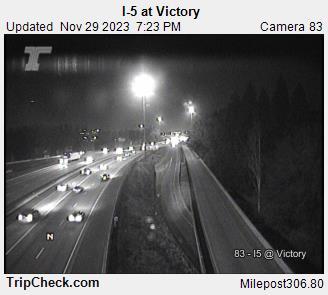 I-5 at Victory
Updated Nov 29 2023 7:23 PM Camera 83
T
N
83 - I5 @ Victory
TripCheck.com Milepost306.80